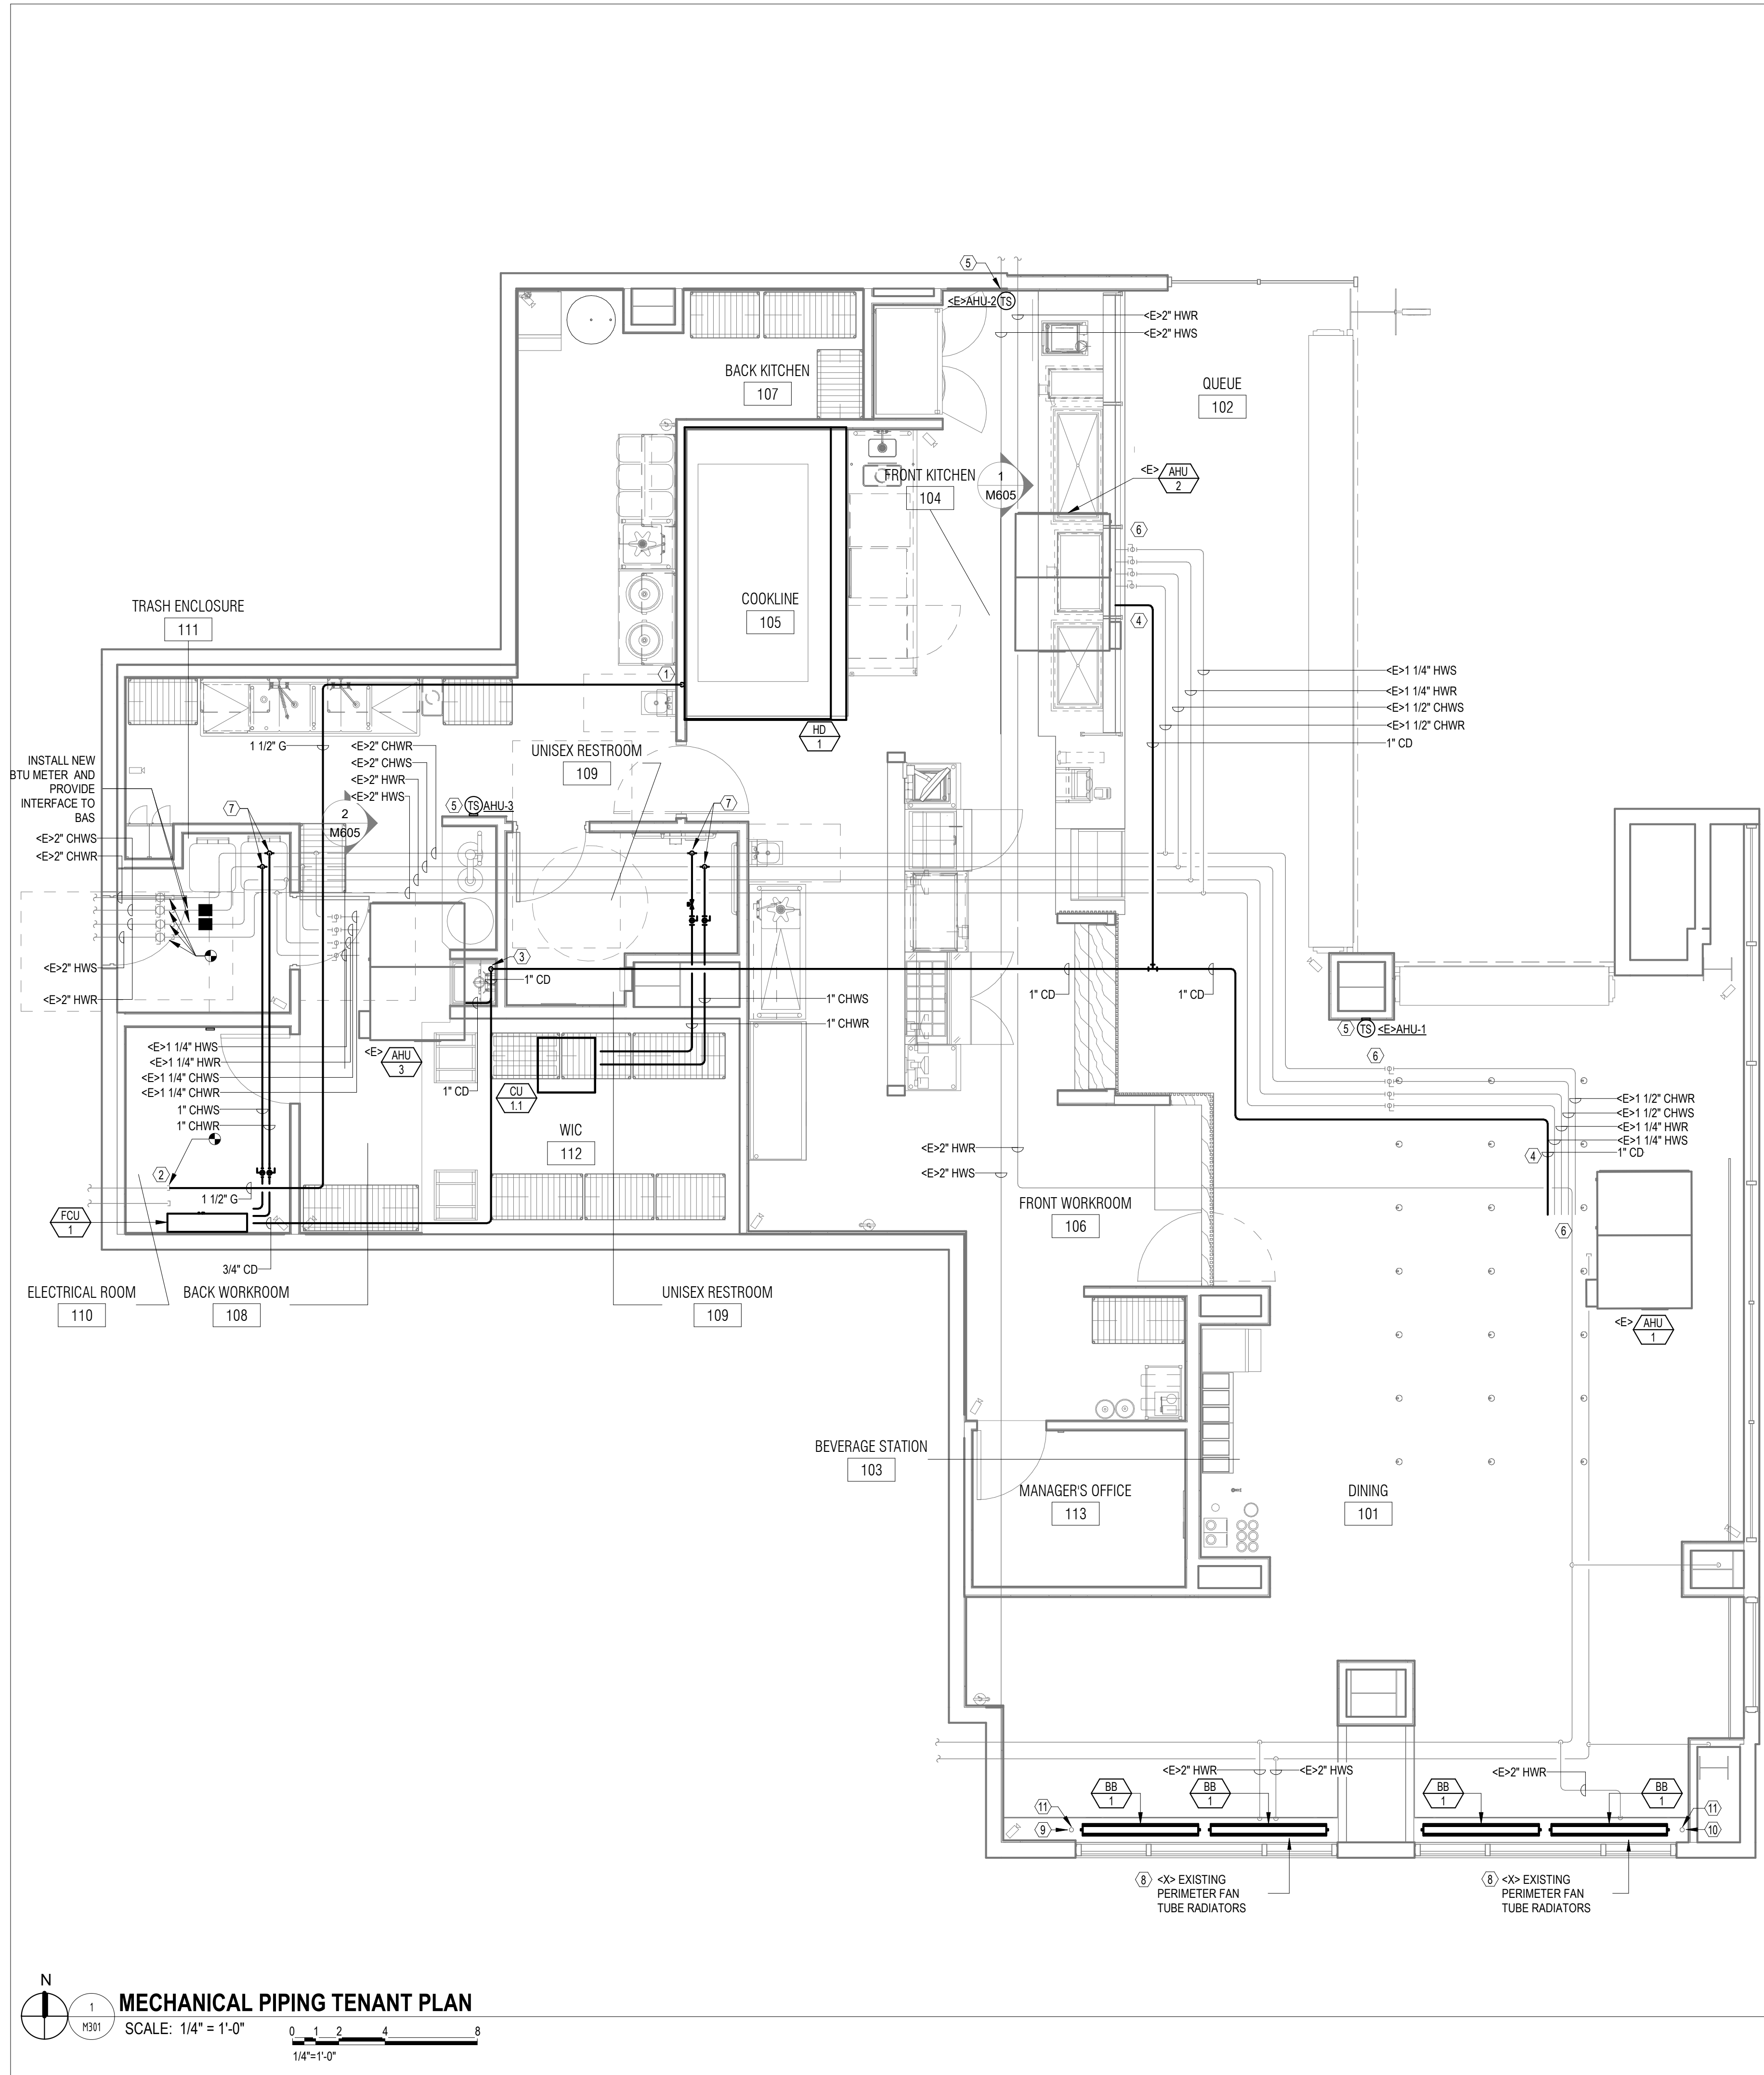 5
<E>AHU-2
TS
<E>2" HWR
<E>2" HWS
BACK KITCHEN
107
QUEUE
102
FRONT KITCHEN
104
1
M605
<E>
AHU
2
6
COOKLINE
105
4
TRASH ENCLOSURE
111
1
<E>1 1/4" HWS
<E>1 1/4" HWR
<E>1 1/2" CHWS
<E>1 1/2" CHWR
1" CD
HD
1
1 1/2" G
<E>2" CHWR
<E>2" CHWS
<E>2" HWR
<E>2" HWS
UNISEX RESTROOM
109
INSTALL NEW
BTU METER AND
PROVIDE
INTERFACE TO
BAS
7
2
M605
5
TS
AHU-3
7
<E>2" CHWS
<E>2" CHWR
<E>2" HWS
<E>2" HWR
3
1" CD
1" CHWS
1" CHWR
1" CD
1" CD
5
TS
<E>AHU-1
<E>1 1/4" HWS
<E>1 1/4" HWR
<E>1 1/4" CHWS
<E>1 1/4" CHWR
1" CHWS
1" CHWR
<E>
AHU
3
1" CD
CU
1.1
WIC
112
6
<E>1 1/2" CHWR
<E>1 1/2" CHWS
<E>1 1/4" HWR
<E>1 1/4" HWS
1" CD
4
<E>2" HWR
<E>2" HWS
2
1 1/2" G
FCU
1
3/4" CD
FRONT WORKROOM
106
6
ELECTRICAL ROOM
110
BACK WORKROOM
108
UNISEX RESTROOM
109
<E>
AHU
1
BEVERAGE STATION
103
MANAGER'S OFFICE
113
DINING
101
<E>2" HWR
<E>2" HWS
<E>2" HWR
BB
1
BB
1
BB
1
BB
1
11
9
11
10
8
<X> EXISTING
PERIMETER FAN
TUBE RADIATORS
8
<X> EXISTING
PERIMETER FAN
TUBE RADIATORS
N
1
M301
MECHANICAL PIPING TENANT PLAN
SCALE: 1/4" = 1'-0"
0 1 2 4 8
1/4"=1'-0"